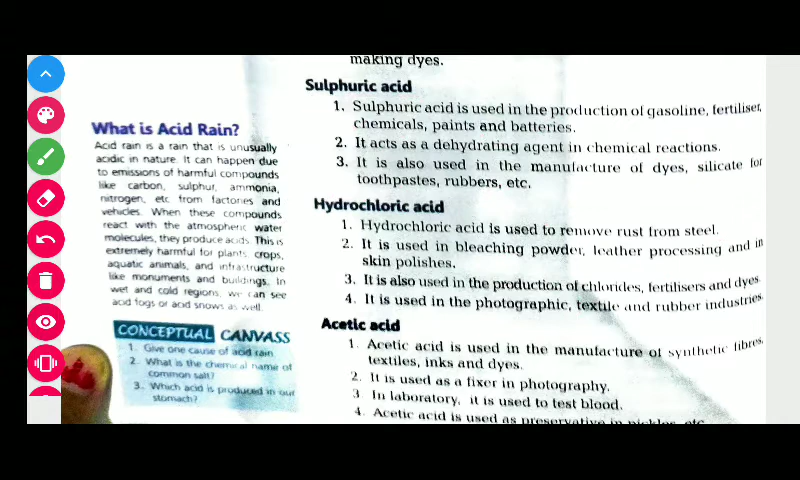 making dyes.
Sulphuric acid
1. Sulphuric acid is used in the production of gasoline, fertiliser,
chemicals, paints and batteries.
2. It acts as a dehydrating agent in chemical reactions.
3. It is also used in the manufacture of dyes, silicate for
toothpastes, rubbers, etc.
Hydrochloric acid
1. Hydrochloric acid is used to remove rust from steel.
2. It is used in bleaching powder, leather processing and in
skin polishes.
3. It is also used in the production of chlorides, fertilisers and dyes.
4. It is used in the photographic, textile and rubber industries.
Acetic acid
1. Acetic acid is used in the manufacture of synthetic fibres,
textiles, inks and dyes.
2. It is used as a fixer in photography.
3 In laboratory, it is used to test blood.
4. Acetic acid is used as preservative in pickles, etc.
What is Acid Rain?
Acid rain is a rain that is unusually
acidic in nature. It can happen due
to emissions of harmful compounds
like carbon, sulphur, ammonia,
nitrogen, etc from factories and
vehicles. When these compounds
react with the atmospheric water
molecules, they produce acids This is
extremely harmful for plants, crops,
aquatic animals, and infrastructure
like monuments and buildings. In
wet and cold regions, we can see
acid fogs or acid snows as well.
CONCEPTUAL CANVASS
1. Give one cause of acid rain
2. What is the chemical name of
common salt?
3. Which acid is produced in our
stomach?